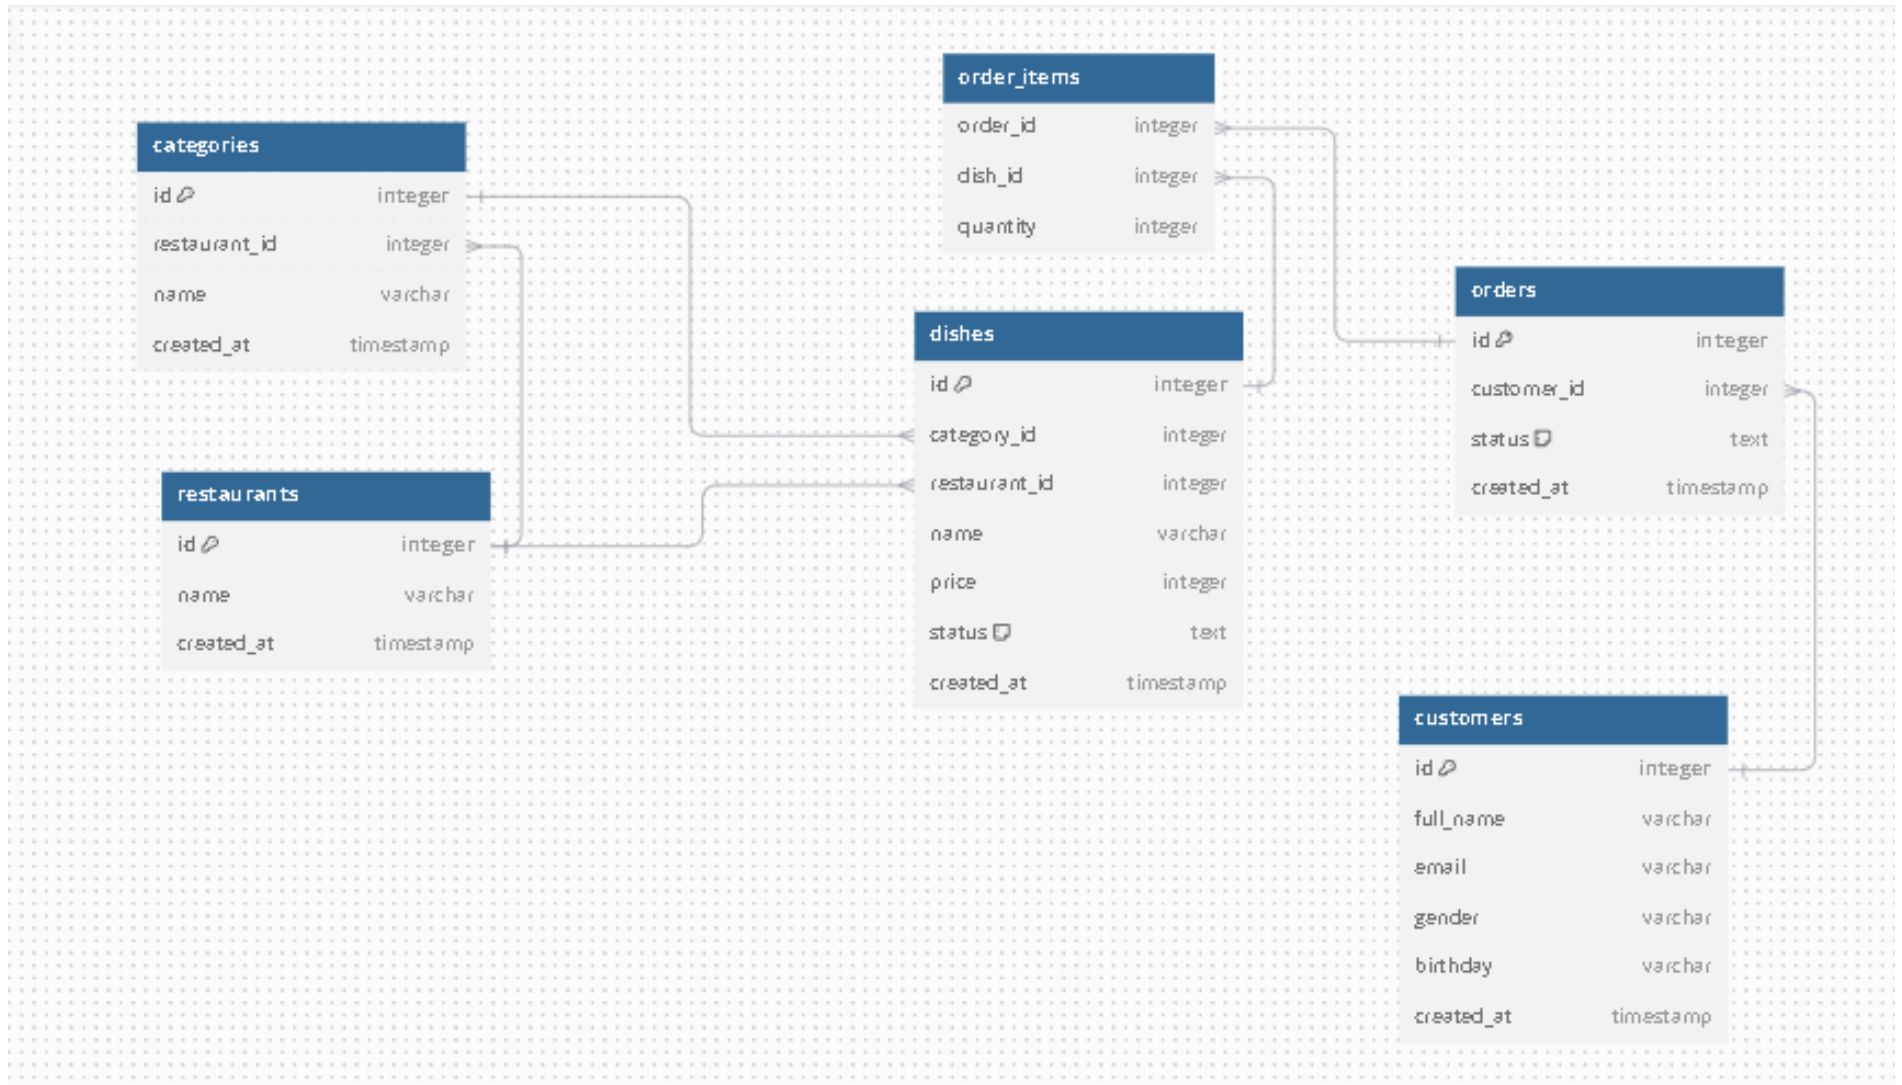 order_items
order_id integer
dish_id integer
quantity integer
categories
id integer
restaurant_id integer
name varchar
created_at timestamp
orders
id integer
customer_id integer
status text
created_at timestamp
dishes
id integer
category_id integer
restaurant_id integer
name varchar
price integer
status text
created_at timestamp
restaurants
id integer
name varchar
created_at timestamp
customers
id integer
full_name varchar
email varchar
gender varchar
birthday varchar
created_at timestamp